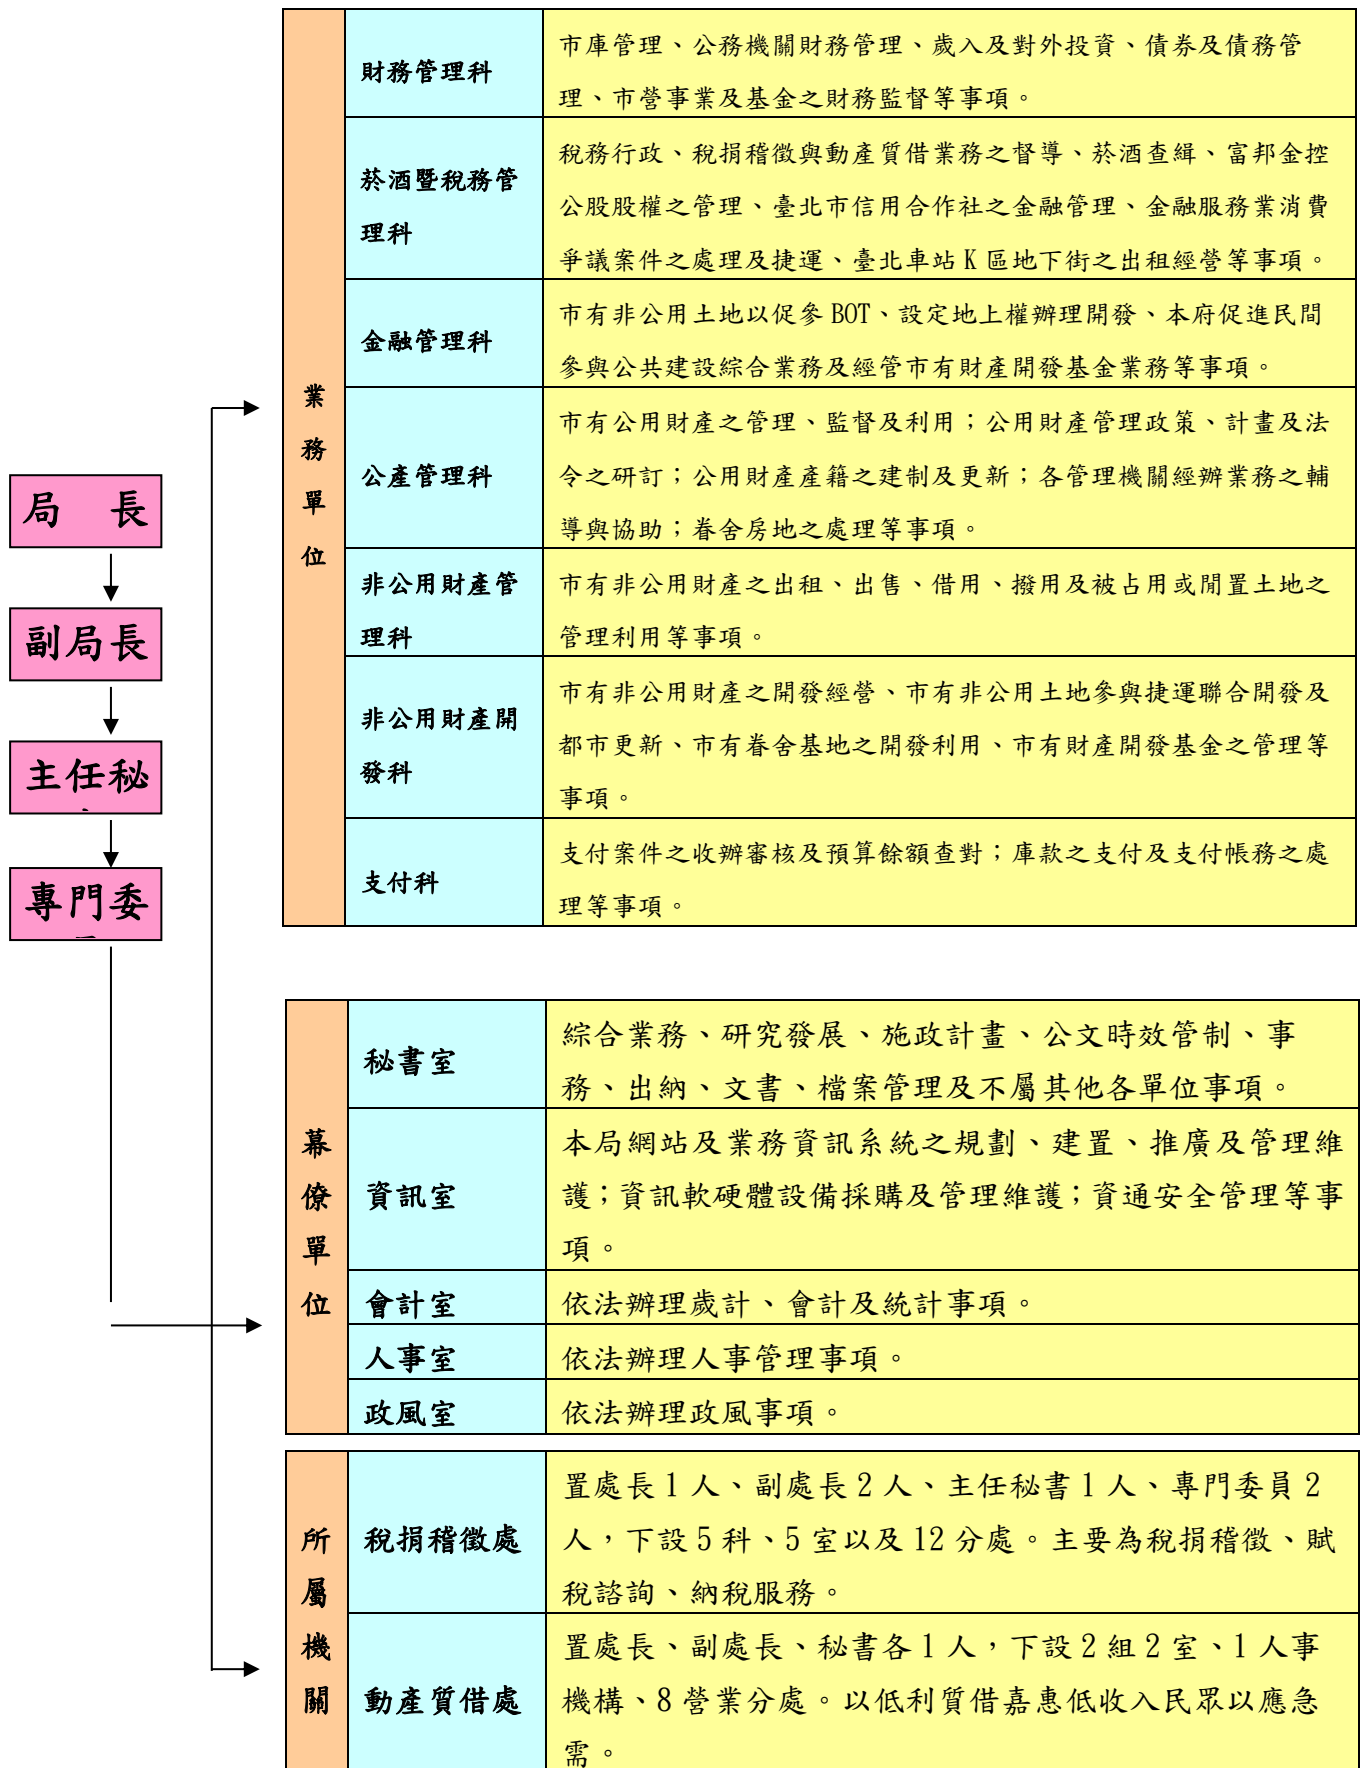 局　長
副局長
主任秘
專門委
業務單位
財務管理科
市庫管理、公務機關財務管理、歲入及對外投資、債券及債務管
理、市營事業及基金之財務監督等事項。
菸酒暨稅務管
理科
稅務行政、稅捐稽徵與動產質借業務之督導、菸酒查緝、富邦金控
公股股權之管理、臺北市信用合作社之金融管理、金融服務業消費
爭議案件之處理及捷運、臺北車站 K 區地下街之出租經營等事項。
金融管理科
市有非公用土地以促參 BOT、設定地上權辦理開發、本府促進民間
參與公共建設綜合業務及經管市有財產開發基金業務等事項。
公產管理科
市有公用財產之管理、監督及利用；公用財產管理政策、計畫及法
令之研訂；公用財產產籍之建制及更新；各管理機關經辦業務之輔
導與協助；眷舍房地之處理等事項。
非公用財產管
理科
市有非公用財產之出租、出售、借用、撥用及被占用或閒置土地之
管理利用等事項。
非公用財產開
發科
市有非公用財產之開發經營、市有非公用土地參與捷運聯合開發及
都市更新、市有眷舍基地之開發利用、市有財產開發基金之管理等
事項。
支付科
支付案件之收辦審核及預算餘額查對；庫款之支付及支付帳務之處
理等事項。
幕僚單位
秘書室
綜合業務、研究發展、施政計畫、公文時效管制、事
務、出納、文書、檔案管理及不屬其他各單位事項。
資訊室
本局網站及業務資訊系統之規劃、建置、推廣及管理維
護；資訊軟硬體設備採購及管理維護；資通安全管理等事
項。
會計室
依法辦理歲計、會計及統計事項。
人事室
依法辦理人事管理事項。
政風室
依法辦理政風事項。
所屬機關
稅捐稽徵處
置處長 1 人、副處長 2 人、主任秘書 1 人、專門委員 2
人，下設 5 科、5 室以及 12 分處。主要為稅捐稽徵、賦
稅諮詢、納稅服務。
動產質借處
置處長、副處長、秘書各 1 人，下設 2 組 2 室、1 人事
機構、8 營業分處。以低利質借嘉惠低收入民眾以應急
需。